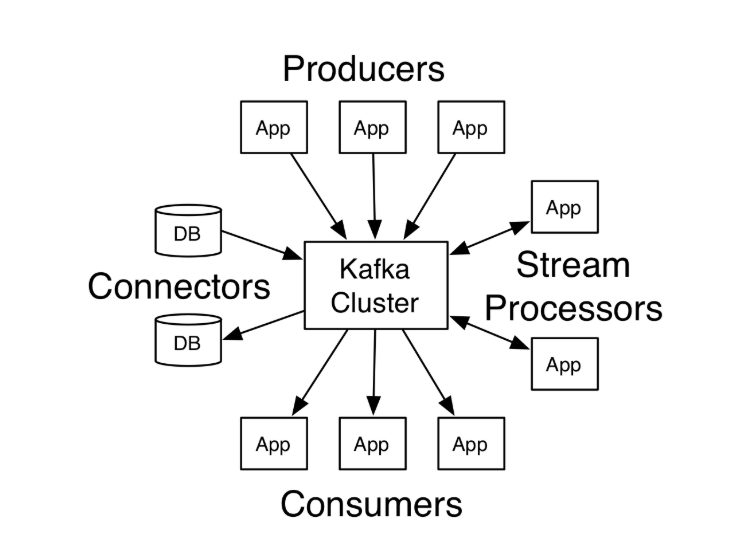 Producers
App
App
App
App
DB
Kafka
Cluster
Stream
Processors
Connectors
DB
App
App
App
App
Consumers